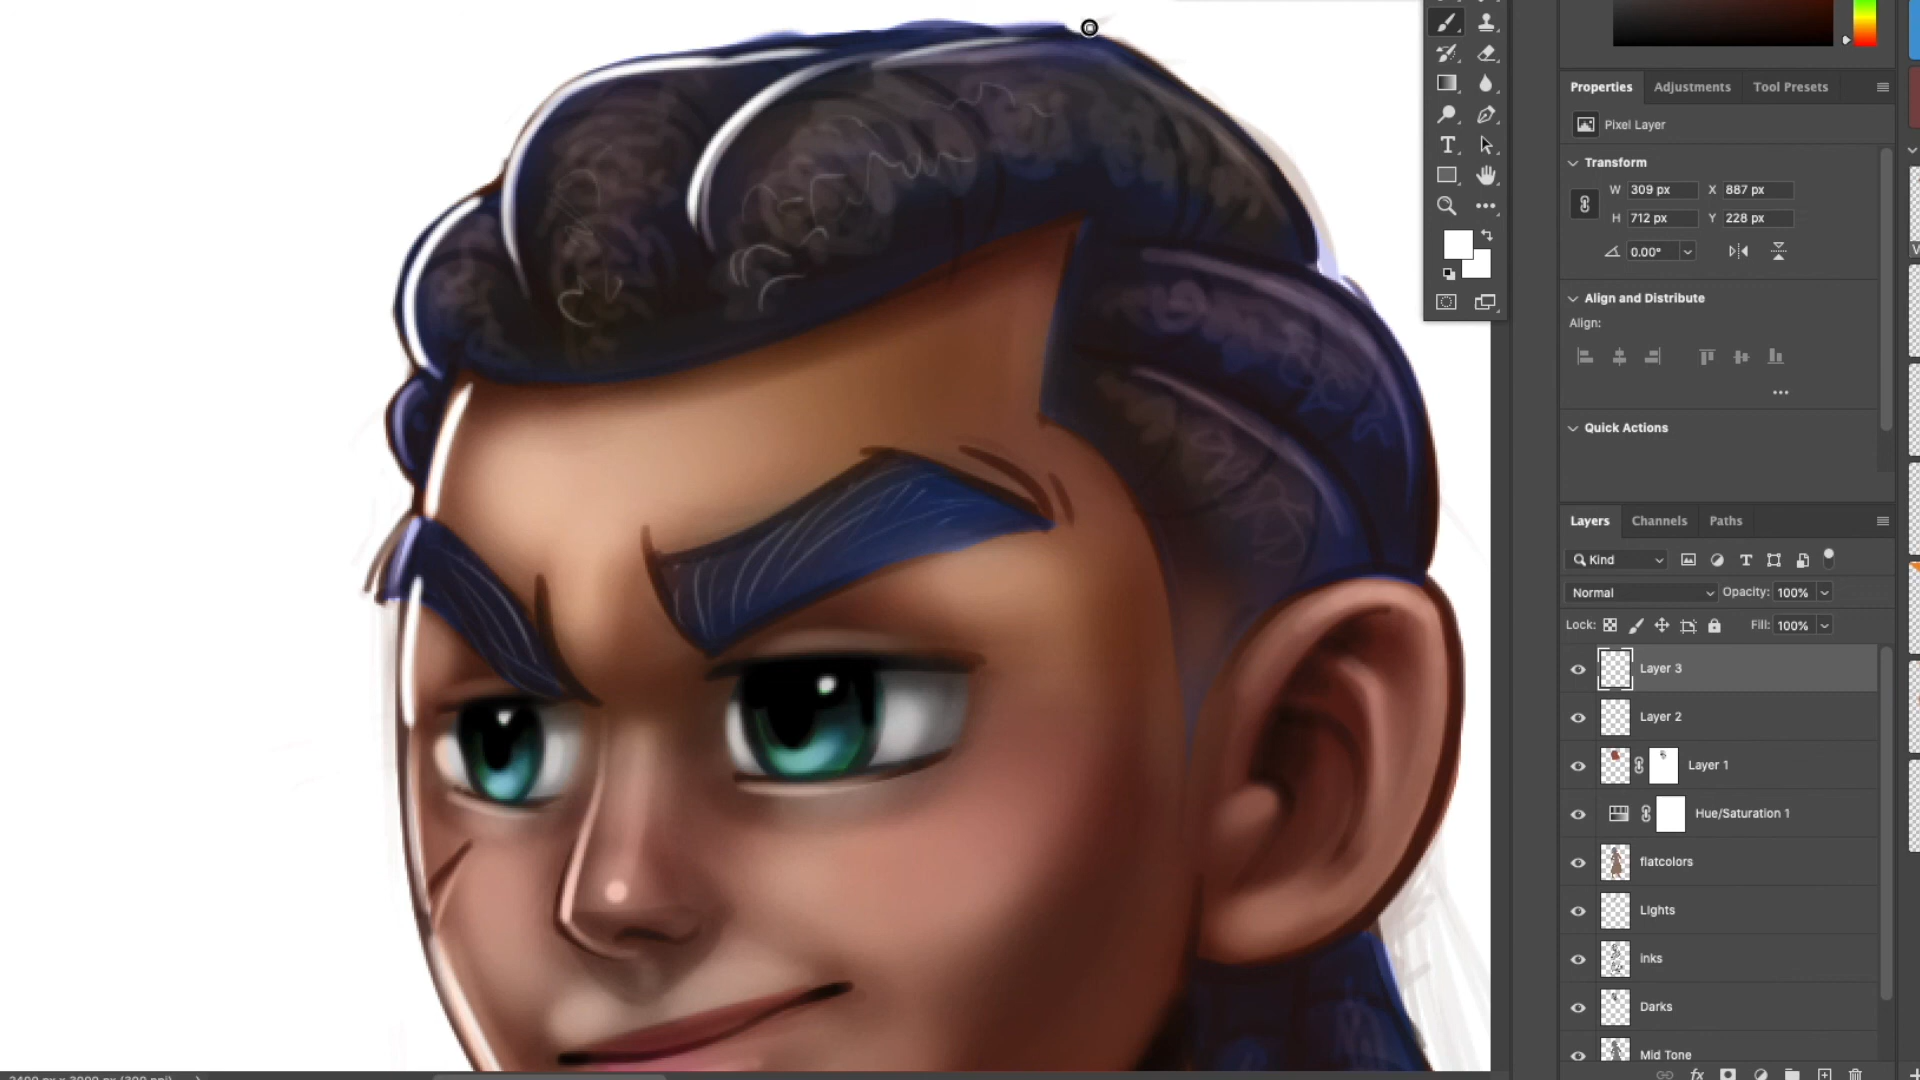 Properties Adjustments Tool Presets
Pixel Layer
Transform
W 309 px X 887 px
H 712 px Y 228 px
0.00°
Align and Distribute
Align:
Quick Actions
Layers Channels Paths
Kind
Normal Opacity: 100%
Lock: Fill: 100%
Layer 3
Layer 2
Layer 1
Hue/Saturation 1
flatcolors
Lights
inks
Darks
Mid Tone